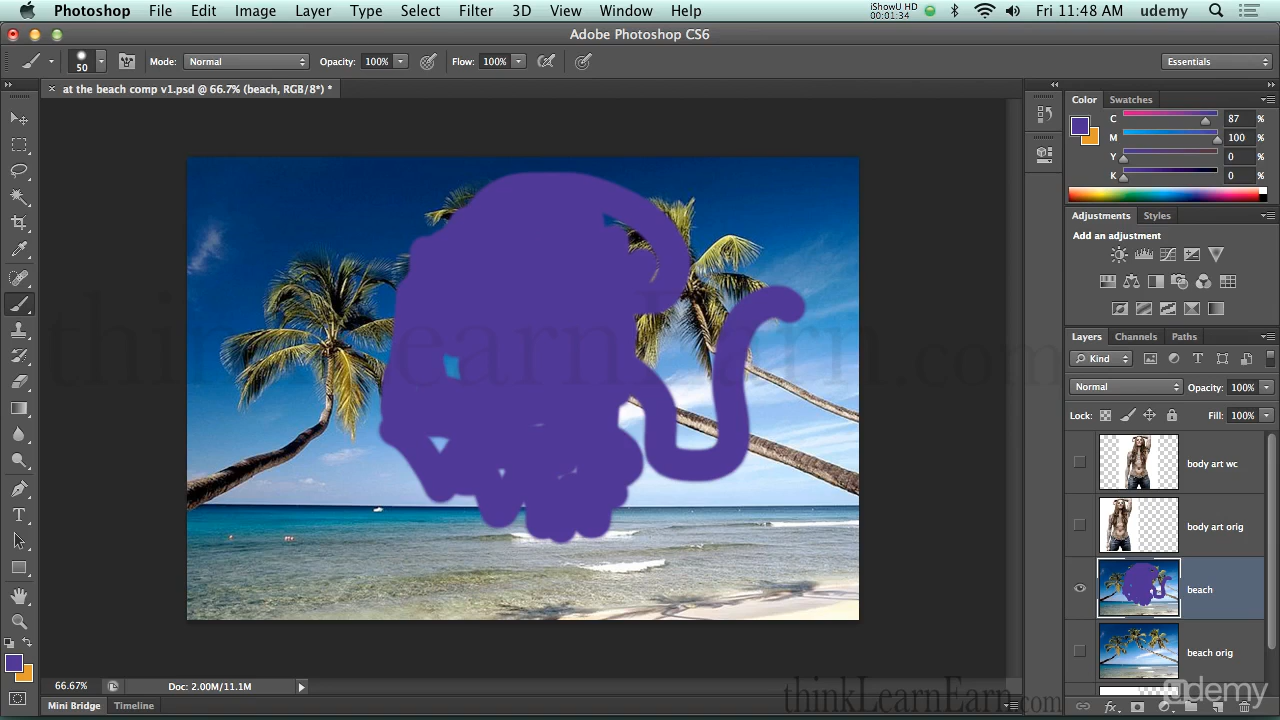 Photoshop File Edit Image Layer Type Select Filter 3D View Window Help iShowU HD 00:01:34 Fri 11:48 AM udemy
Adobe Photoshop CS6
50 Mode: Normal Opacity: 100% Flow: 100% Essentials
× at the beach comp v1.psd @ 66.7% (beach, RGB/8*) *
Color Swatches
C 87 %
M 100 %
Y 0 %
K 0 %
Adjustments Styles
Add an adjustment
thinkLearnEarn.com
Layers Channels Paths
Kind
Normal Opacity: 100%
Lock: Fill: 100%
body art wc
body art orig
beach
beach orig
T
66.67% Doc: 2.00M/11.1M
fx
udemy
thinkLearnEarn.com
Mini Bridge Timeline